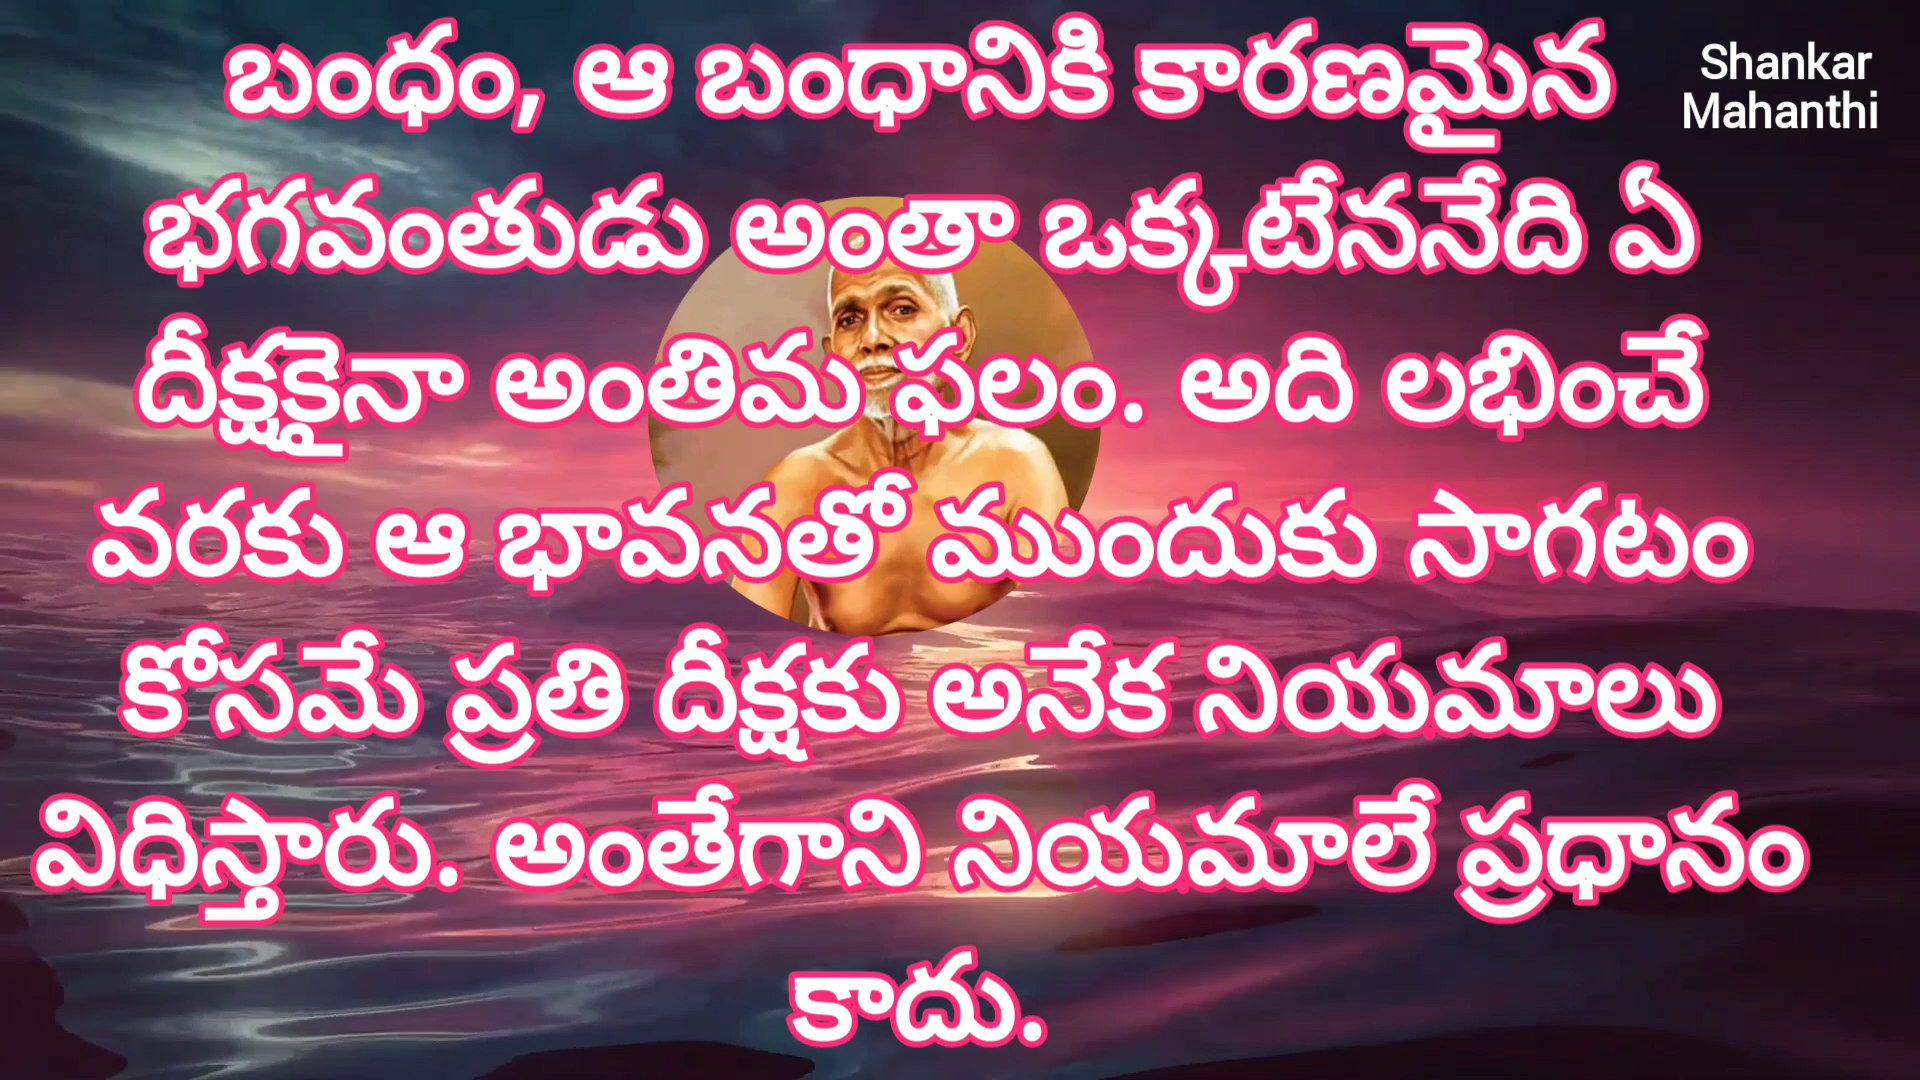 బంధం, ఆ బంధానికి కారణమైన
Shankar
Mahanthi
భగవంతుడు అంతా ఒక్కటేననేది ఏ
దీక్షకైనా అంతిమ ఫలం. అది లభించే
వరకు ఆ భావనతో ముందుకు సాగటం
కోసమే ప్రతి దీక్షకు అనేక నియమాలు
విధిస్తారు. అంతేగాని నియమాలే ప్రధానం
కాదు.